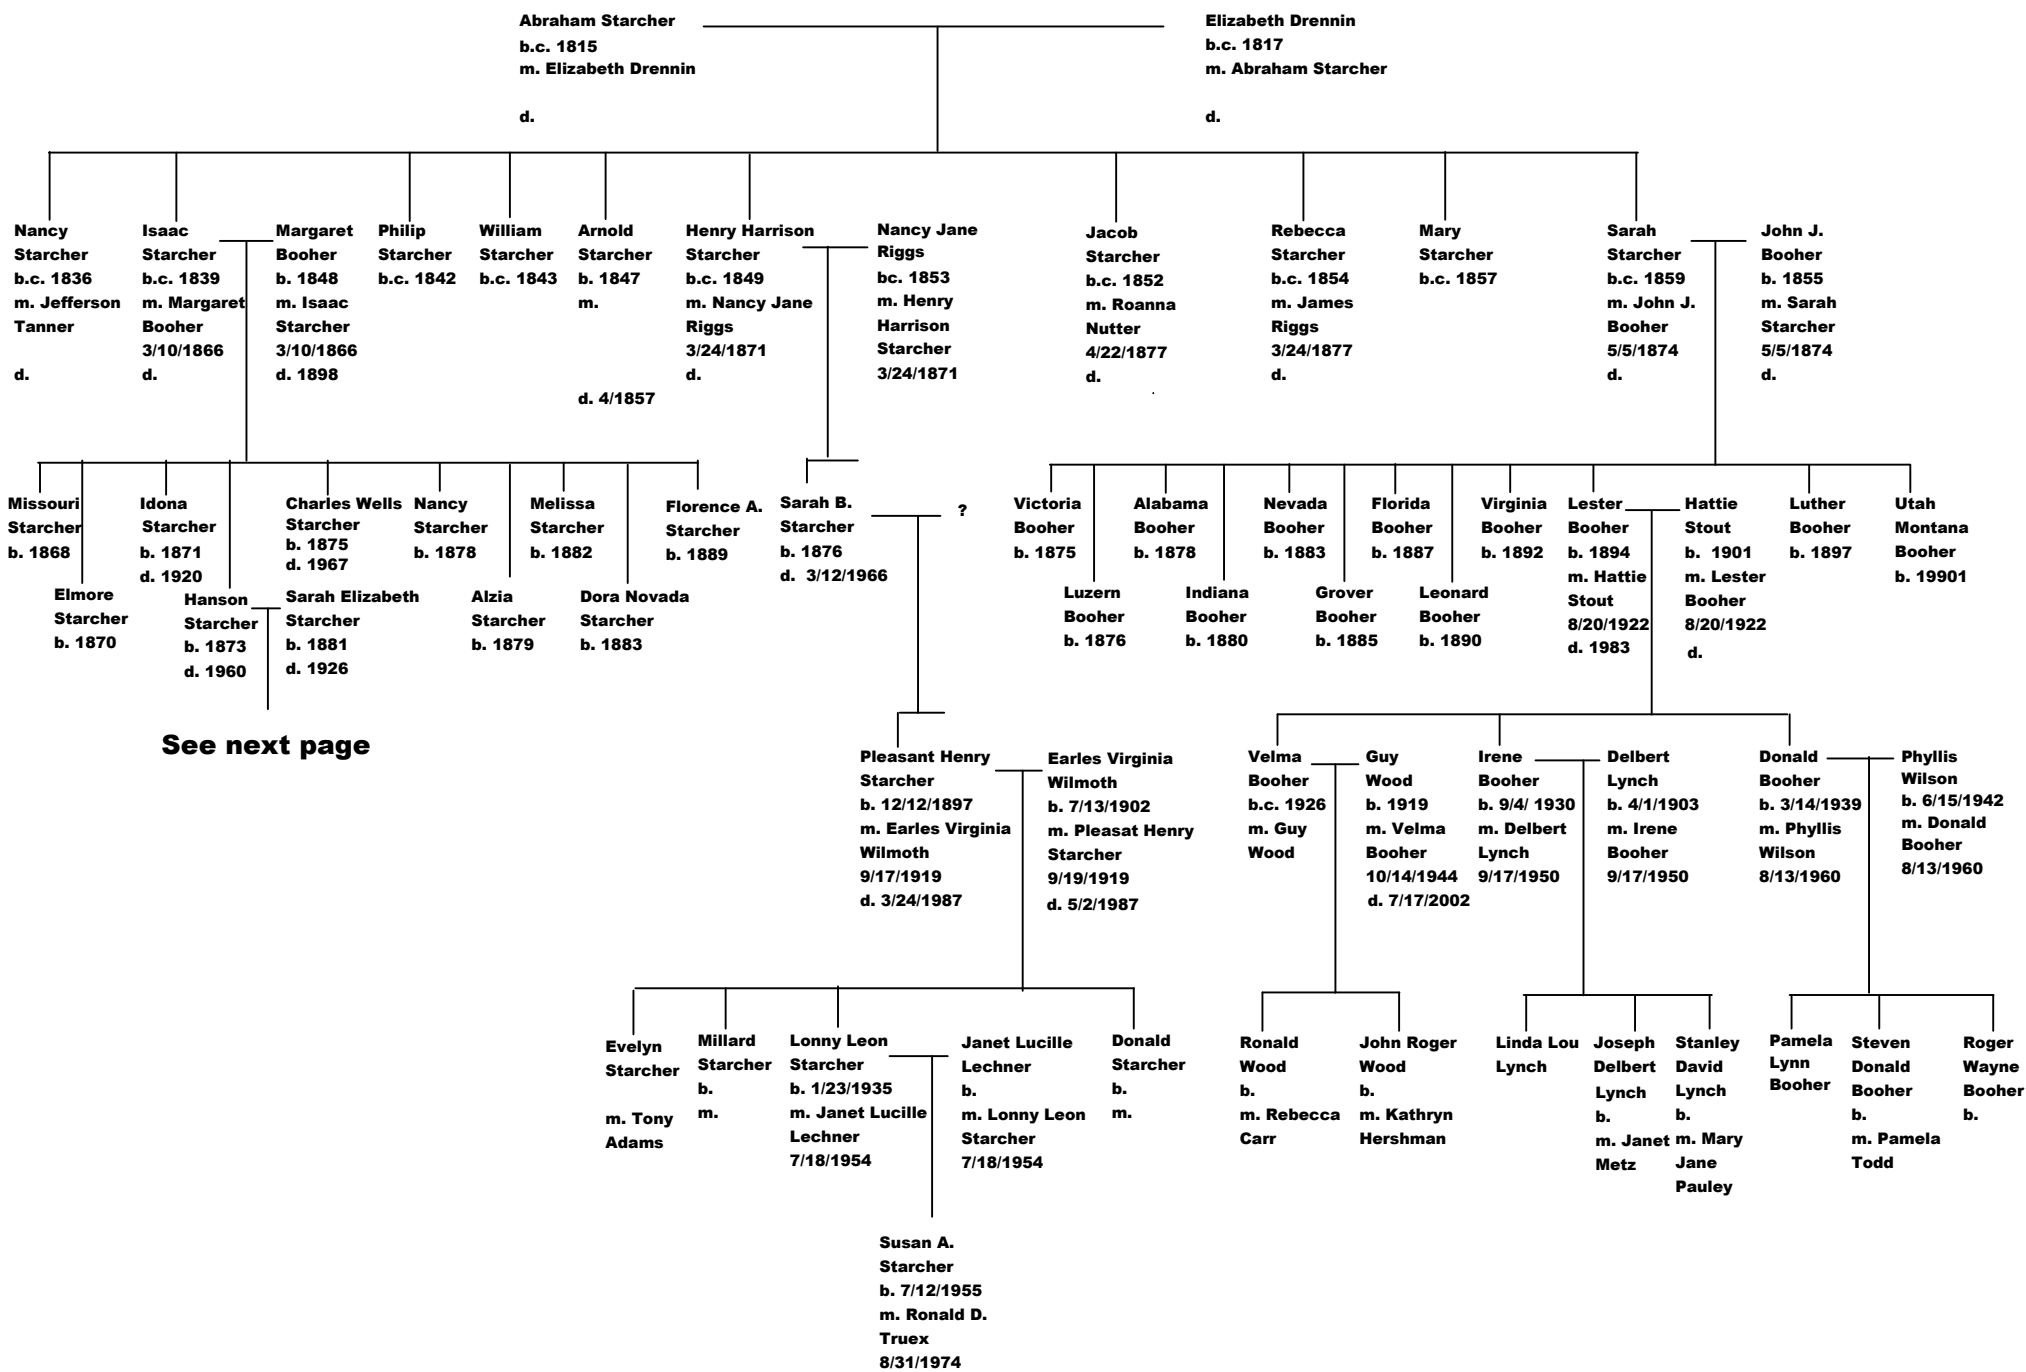 Abraham Starcher
b.c. 1815
m. Elizabeth Drennin
d.
Elizabeth Drennin
b.c. 1817
m. Abraham Starcher
d.
Nancy
Starcher
b.c. 1836
m. Jefferson
Tanner
d.
Isaac
Starcher
b.c. 1839
m. Margaret
Booher
3/10/1866
d.
Margaret
Booher
b. 1848
m. Isaac
Starcher
3/10/1866
d. 1898
Philip
Starcher
b.c. 1842
William
Starcher
b.c. 1843
Arnold
Starcher
b. 1847
m.
d. 4/1857
Henry Harrison
Starcher
b.c. 1849
m. Nancy Jane
Riggs
3/24/1871
d.
Nancy Jane
Riggs
bc. 1853
m. Henry
Harrison
Starcher
3/24/1871
Jacob
Starcher
b.c. 1852
m. Roanna
Nutter
4/22/1877
d.
Rebecca
Starcher
b.c. 1854
m. James
Riggs
3/24/1877
d.
Mary
Starcher
b.c. 1857
Sarah
Starcher
b.c. 1859
m. John J.
Booher
5/5/1874
d.
John J.
Booher
b. 1855
m. Sarah
Starcher
5/5/1874
d.
Missouri
Starcher
b. 1868
Elmore
Starcher
b. 1870
Idona
Starcher
b. 1871
d. 1920
Hanson
Starcher
b. 1873
d. 1960
Charles Wells
Starcher
b. 1875
d. 1967
Sarah Elizabeth
Starcher
b. 1881
d. 1926
Nancy
Starcher
b. 1878
Alzia
Starcher
b. 1879
Melissa
Starcher
b. 1882
Dora Novada
Starcher
b. 1883
Florence A.
Starcher
b. 1889
Sarah B.
Starcher
b. 1876
d. 3/12/1966
?
Victoria
Booher
b. 1875
Luzern
Booher
b. 1876
Alabama
Booher
b. 1878
Indiana
Booher
b. 1880
Nevada
Booher
b. 1883
Grover
Booher
b. 1885
Florida
Booher
b. 1887
Leonard
Booher
b. 1890
Virginia
Booher
b. 1892
Lester
Booher
b. 1894
m. Hattie
Stout
8/20/1922
d. 1983
Hattie
Stout
b. 1901
m. Lester
Booher
8/20/1922
d.
Luther
Booher
b. 1897
Utah
Montana
Booher
b. 19901
See next page
Pleasant Henry
Starcher
b. 12/12/1897
m. Earles Virginia
Wilmoth
9/17/1919
d. 3/24/1987
Earles Virginia
Wilmoth
b. 7/13/1902
m. Pleasat Henry
Starcher
9/19/1919
d. 5/2/1987
Velma
Booher
b.c. 1926
m. Guy
Wood
Guy
Wood
b. 1919
m. Velma
Booher
10/14/1944
d. 7/17/2002
Irene
Booher
b. 9/4/ 1930
m. Delbert
Lynch
9/17/1950
Delbert
Lynch
b. 4/1/1903
m. Irene
Booher
9/17/1950
Donald
Booher
b. 3/14/1939
m. Phyllis
Wilson
8/13/1960
Phyllis
Wilson
b. 6/15/1942
m. Donald
Booher
8/13/1960
Evelyn
Starcher
m. Tony
Adams
Millard
Starcher
b.
m.
Lonny Leon
Starcher
b. 1/23/1935
m. Janet Lucille
Lechner
7/18/1954
Janet Lucille
Lechner
b.
m. Lonny Leon
Starcher
7/18/1954
Donald
Starcher
b.
m.
Ronald
Wood
b.
m. Rebecca
Carr
John Roger
Wood
b.
m. Kathryn
Hershman
Linda Lou
Lynch
Joseph
Delbert
Lynch
b.
m. Janet
Metz
Stanley
David
Lynch
b.
m. Mary
Jane
Pauley
Pamela
Lynn
Booher
Steven
Donald
Booher
b.
m. Pamela
Todd
Roger
Wayne
Booher
b.
Susan A.
Starcher
b. 7/12/1955
m. Ronald D.
Truex
8/31/1974